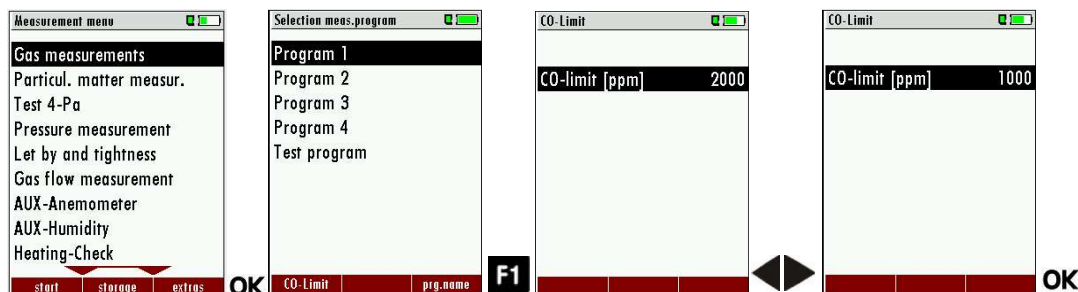 Measurement menu
Gas measurements
Particul. matter measur.
Test 4-Pa
Pressure measurement
Let by and tightness
Gas flow measurement
AUX-Anemometer
AUX-Humidity
Heating-Check
start storage extras
OK
Selection meas.program
Program 1
Program 2
Program 3
Program 4
Test program
CO-Limit prg.name
F1
CO-Limit
CO-limit [ppm] 2000
CO-Limit
CO-limit [ppm] 1000
OK